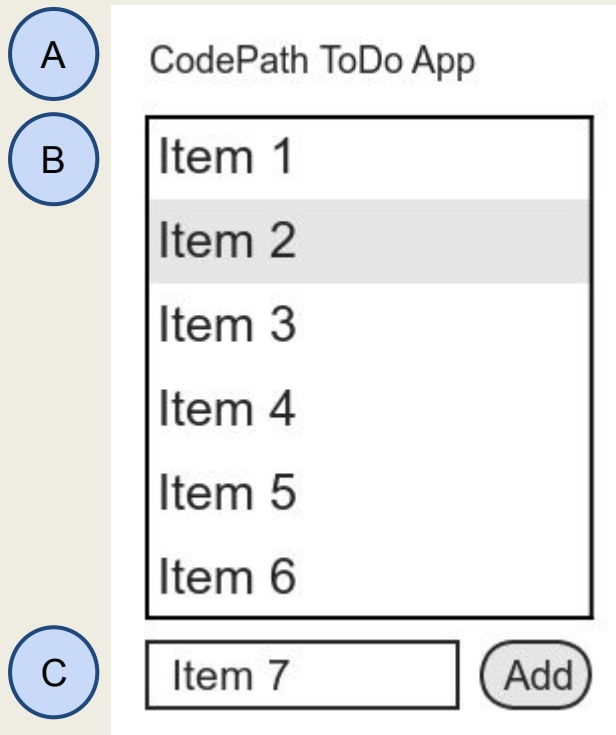 A CodePath ToDo App
B Item 1
Item 2
Item 3
Item 4
Item 5
Item 6
C Item 7 Add